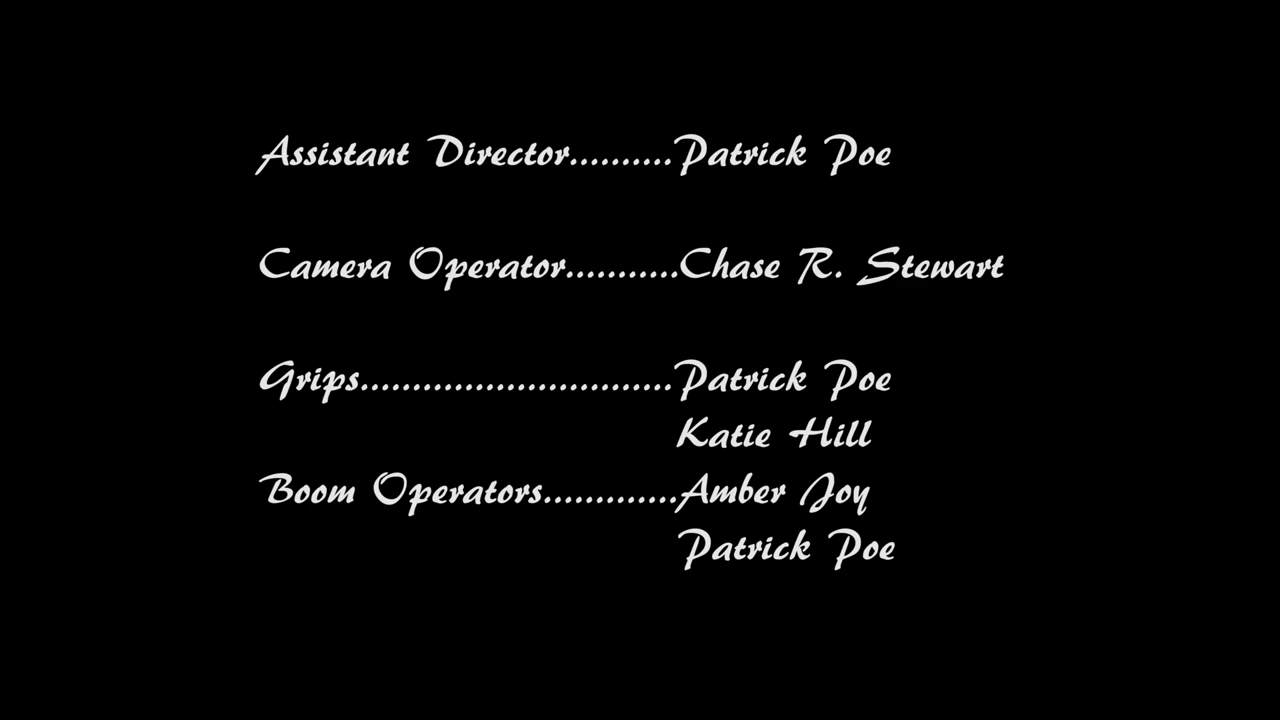 Assistant Director..........Patrick Poe
Camera Operator...........Chase R. Stewart
Grips..............................Patrick Poe
Katie Hill
Boom Operators.............Amber Joy
Patrick Poe